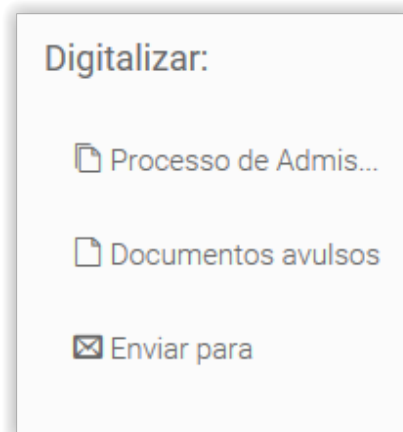 Digitalizar:
Processo de Admis...
Documentos avulsos
Enviar para